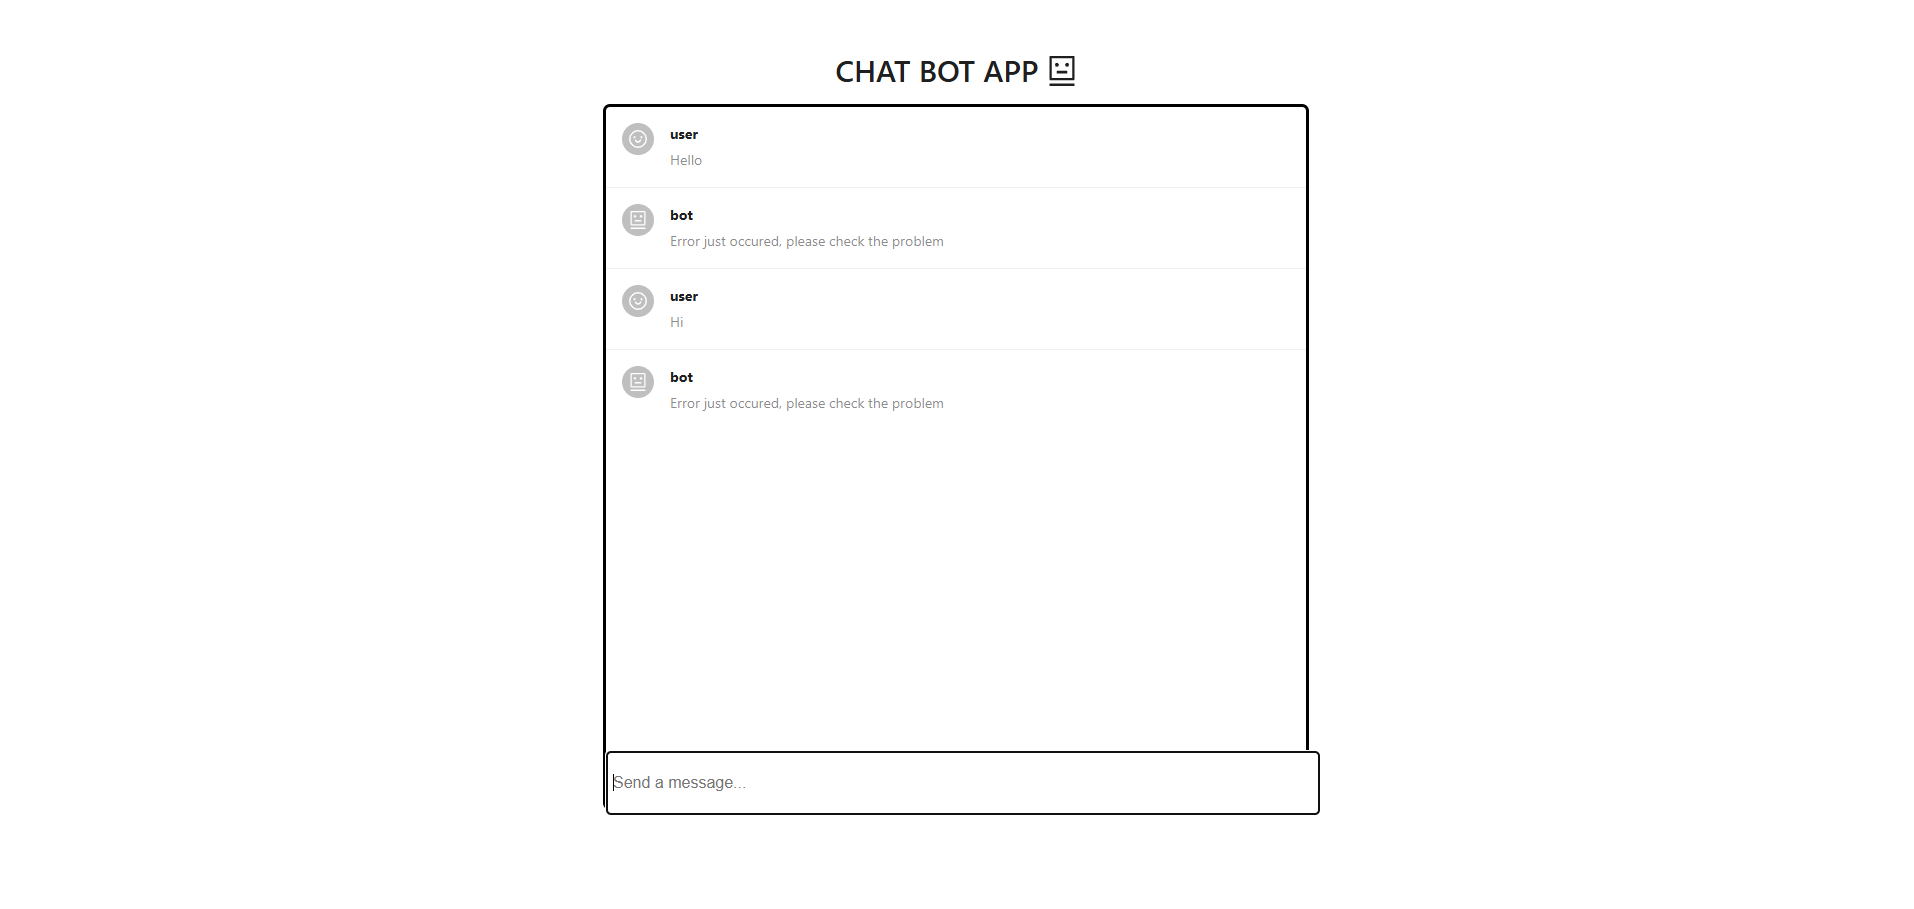 CHAT BOT APP
user
Hello
bot
Error just occured, please check the problem
user
Hi
bot
Error just occured, please check the problem
Send a message...